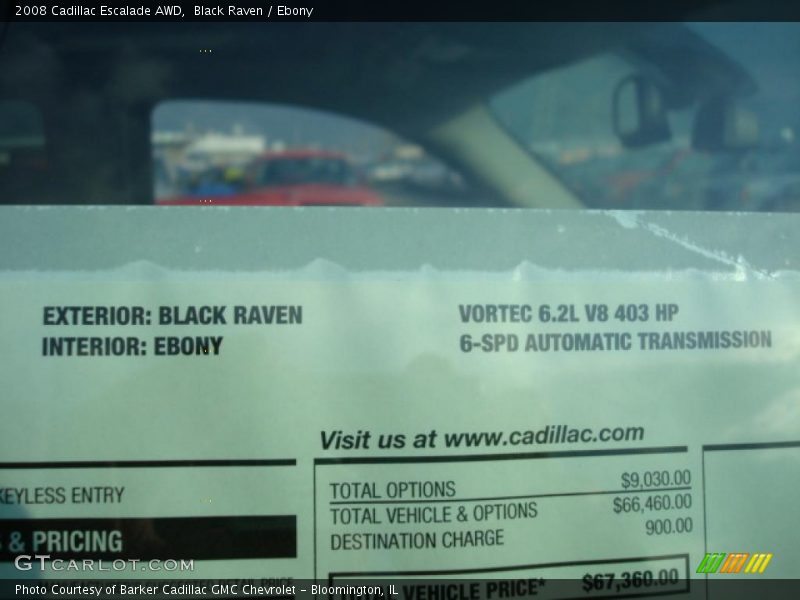 2008 Cadillac Escalade AWD, Black Raven / Ebony
EXTERIOR: BLACK RAVEN
INTERIOR: EBONY
VORTEC 6.2L V8 403 HP
6-SPD AUTOMATIC TRANSMISSION
Visit us at www.cadillac.com
KEYLESS ENTRY
& PRICING
TOTAL OPTIONS $9,030.00
TOTAL VEHICLE & OPTIONS $66,460.00
DESTINATION CHARGE 900.00
TOTAL VEHICLE PRICE* $67,360.00
GTCARLOT.COM
Photo Courtesy of Barker Cadillac GMC Chevrolet - Bloomington, IL